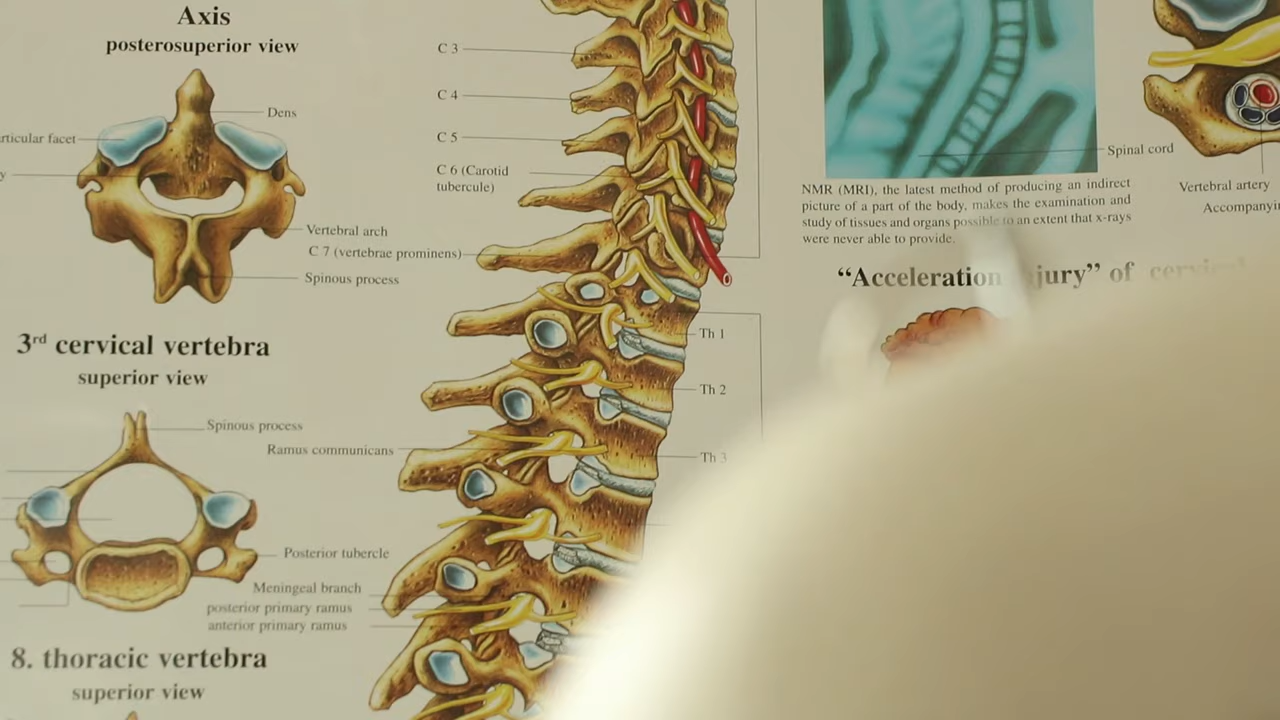 Axis
posterosuperior view
Dens
rticular facet
y
Vertebral arch
C 7 (vertebrae prominens)
Spinous process
3rd cervical vertebra
superior view
Spinous process
Ramus communicans
Posterior tubercle
Meningeal branch
posterior primary ramus
anterior primary ramus
8. thoracic vertebra
superior view
C 3
C 4
C 5
C 6 (Carotid
tubercule)
Th 1
Th 2
Th 3
Spinal cord
NMR (MRI), the latest method of producing an indirect
picture of a part of the body, makes the examination and
study of tissues and organs possible to an extent that x-rays
were never able to provide.
Vertebral artery
Accompanyin
“Acceleration jury” of cervical